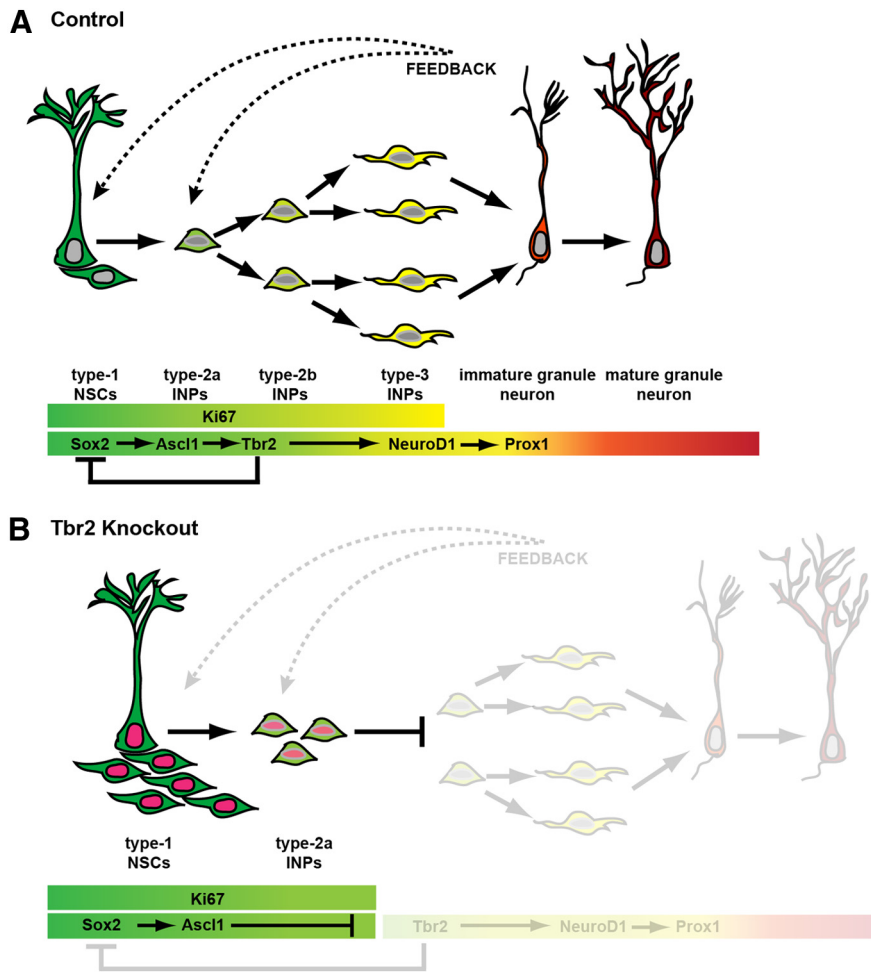 A Control
FEEDBACK
type-1 NSCs
type-2a INPs
type-2b INPs
type-3 INPs
immature granule neuron
mature granule neuron
Ki67
Sox2 Ascl1 Tbr2 NeuroD1 Prox1
B Tbr2 Knockout
FEEDBACK
type-1 NSCs
type-2a INPs
Ki67
Sox2 Ascl1 Tbr2 NeuroD1 Prox1